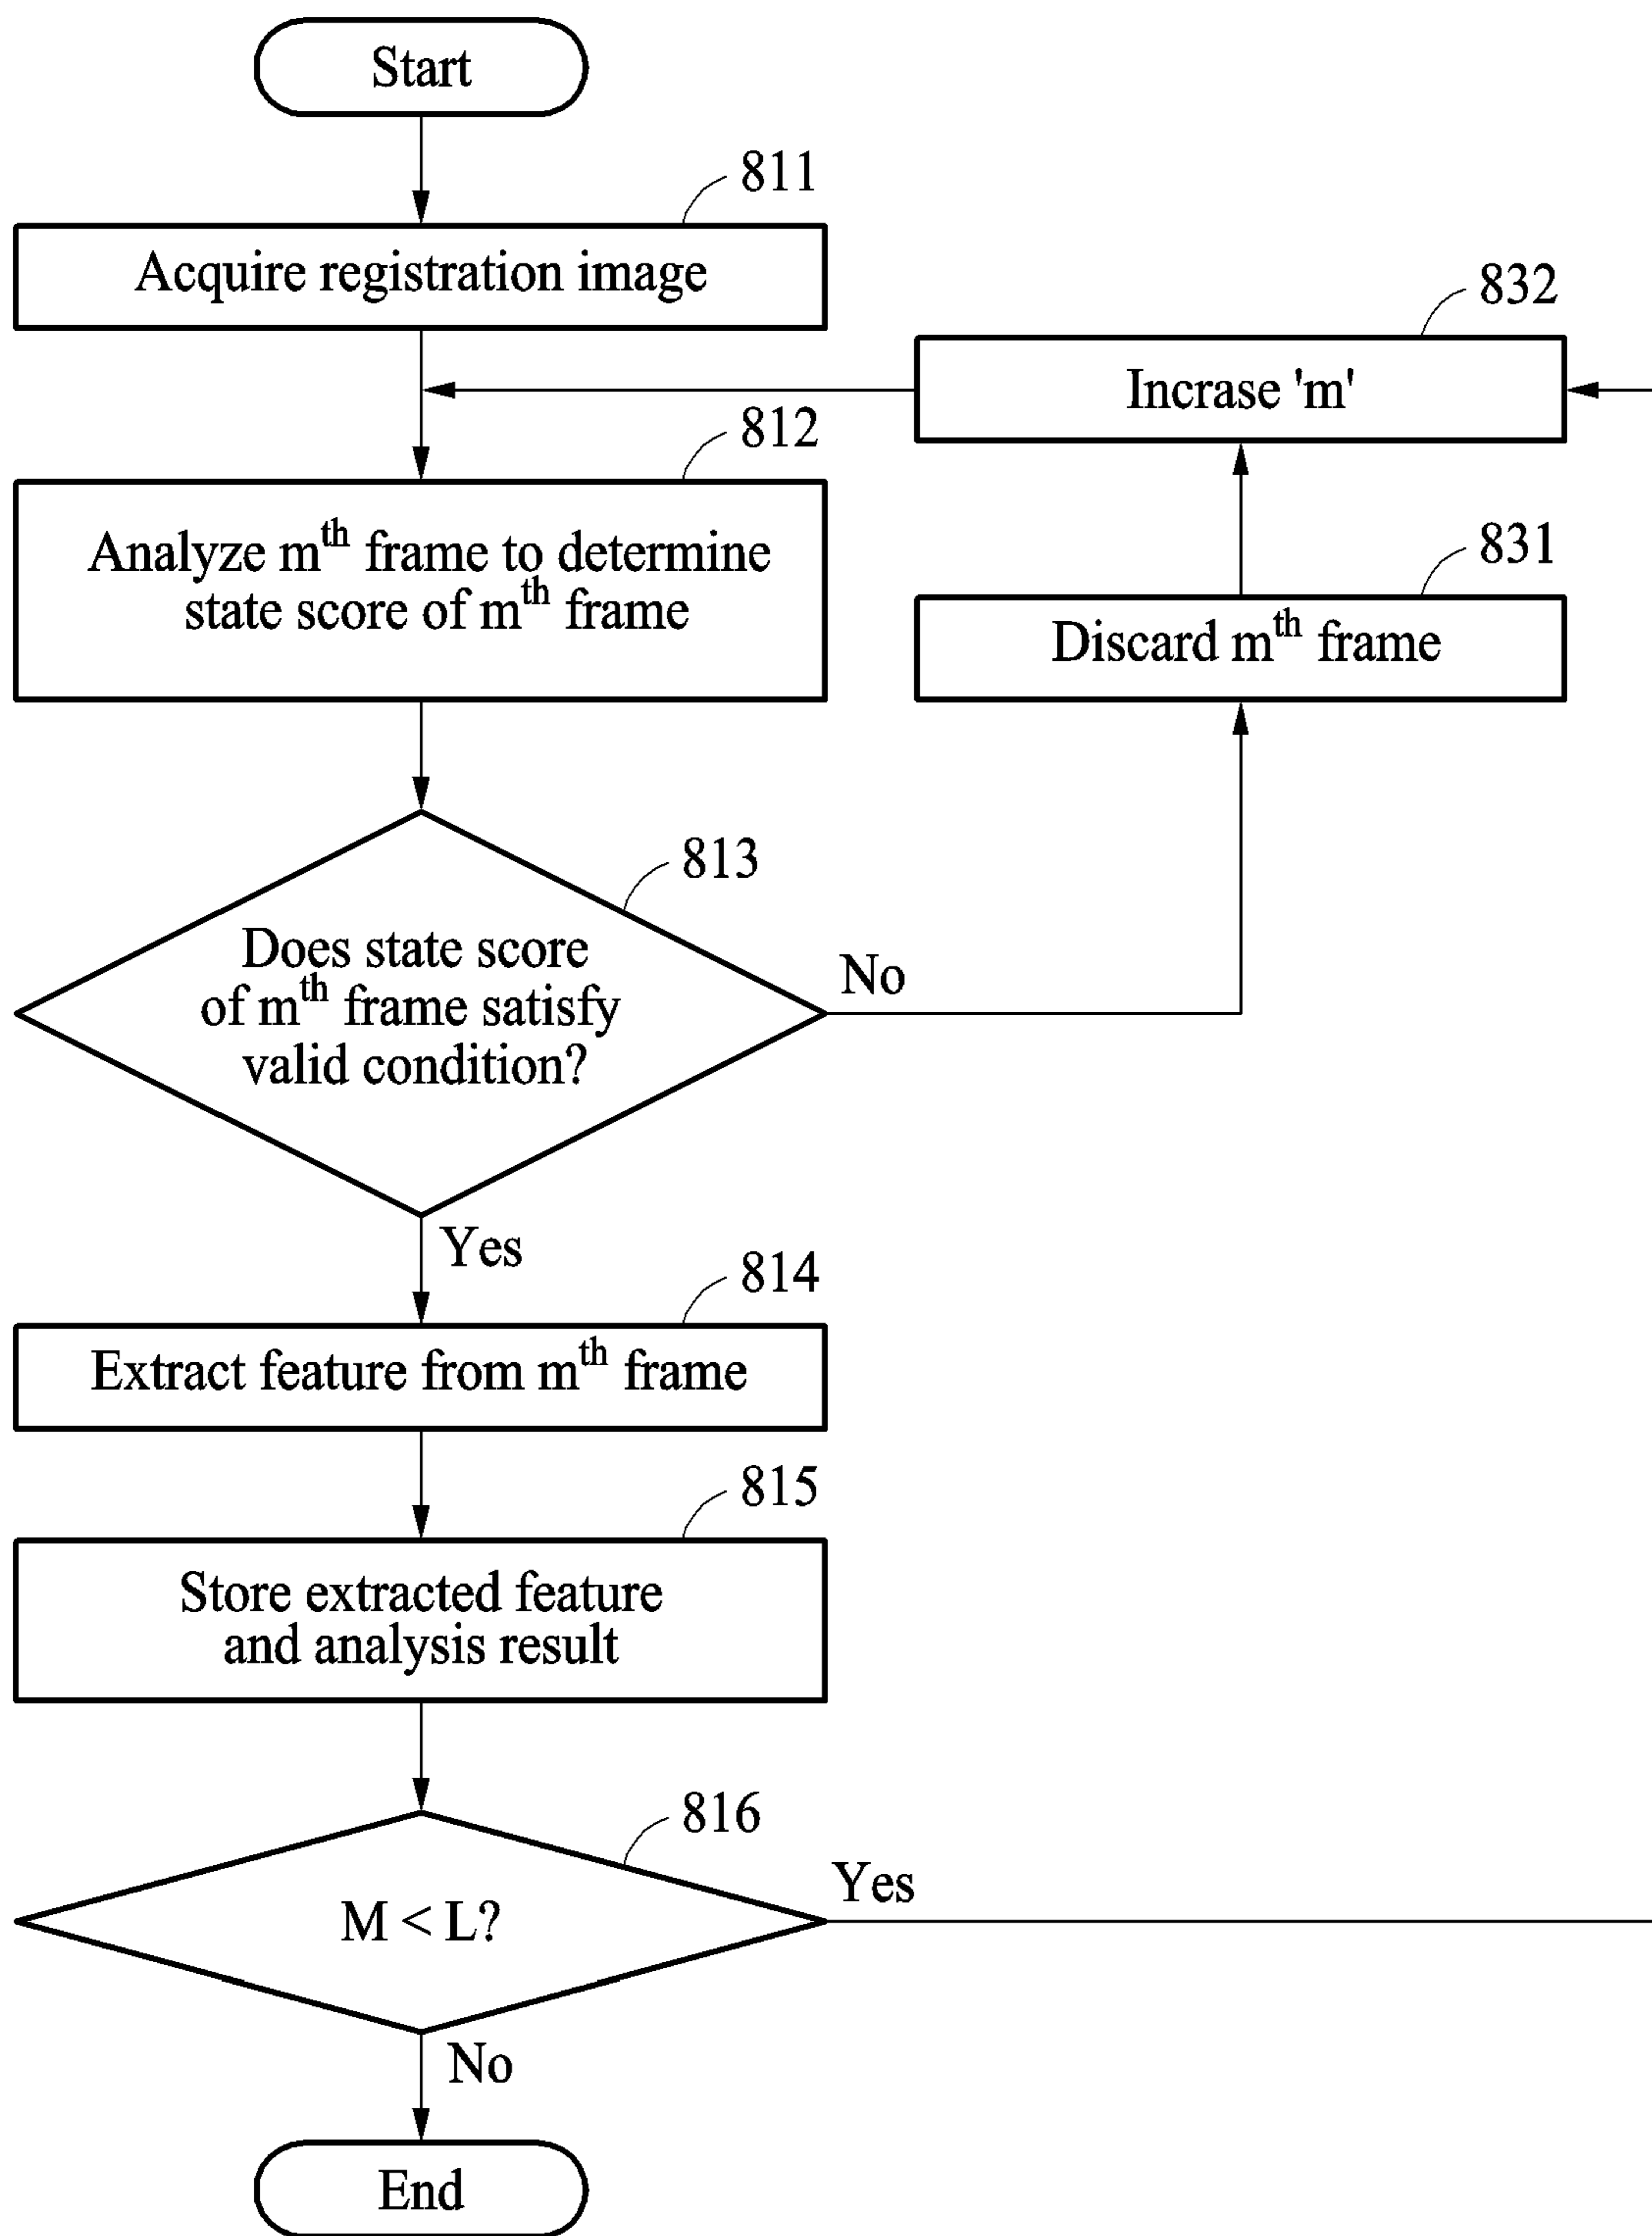 Start
811
Acquire registration image
832
Incrase 'm'
812
Analyze mth frame to determine
state score of mth frame
831
Discard mth frame
813
Does state score
of mth frame satisfy
valid condition?
No
Yes
814
Extract feature from mth frame
815
Store extracted feature
and analysis result
816
M < L?
Yes
No
End